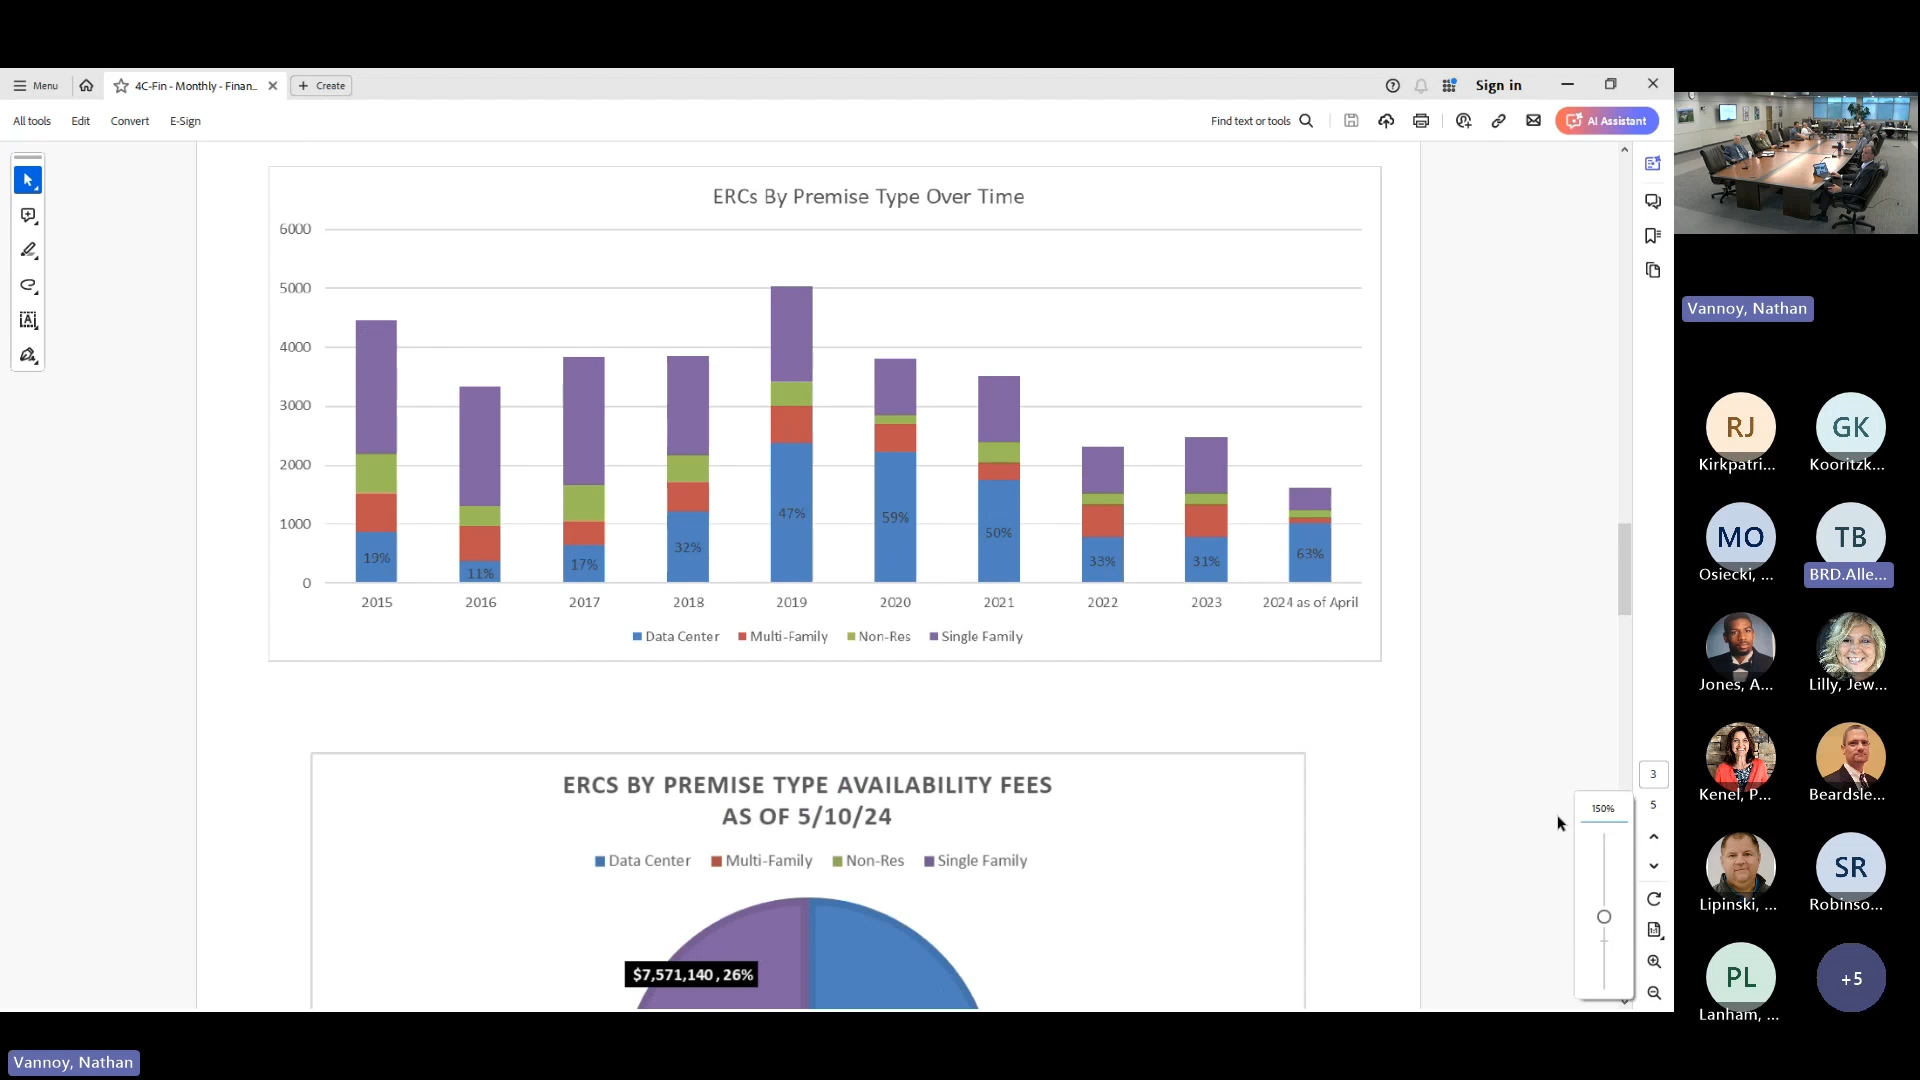 Menu
4C-Fin - Monthly - Finan...
Create
Sign in
All tools
Edit
Convert
E-Sign
Find text or tools
AI Assistant
ERCs By Premise Type Over Time
6000
5000
4000
3000
2000
1000
0
19%
11%
17%
32%
47%
59%
50%
33%
31%
63%
2015
2016
2017
2018
2019
2020
2021
2022
2023
2024 as of April
Data Center
Multi-Family
Non-Res
Single Family
ERCS BY PREMISE TYPE AVAILABILITY FEES
AS OF 5/10/24
Data Center
Multi-Family
Non-Res
Single Family
$7,571,140 , 26%
3
5
150%
Vannoy, Nathan
RJ
Kirkpatri...
GK
Kooritzk...
MO
Osiecki, ...
TB
BRD.Alle...
Jones, A...
Lilly, Jew...
Kenel, P...
Beardsle...
Lipinski, ...
SR
Robinso...
PL
Lanham, ...
+5
Vannoy, Nathan